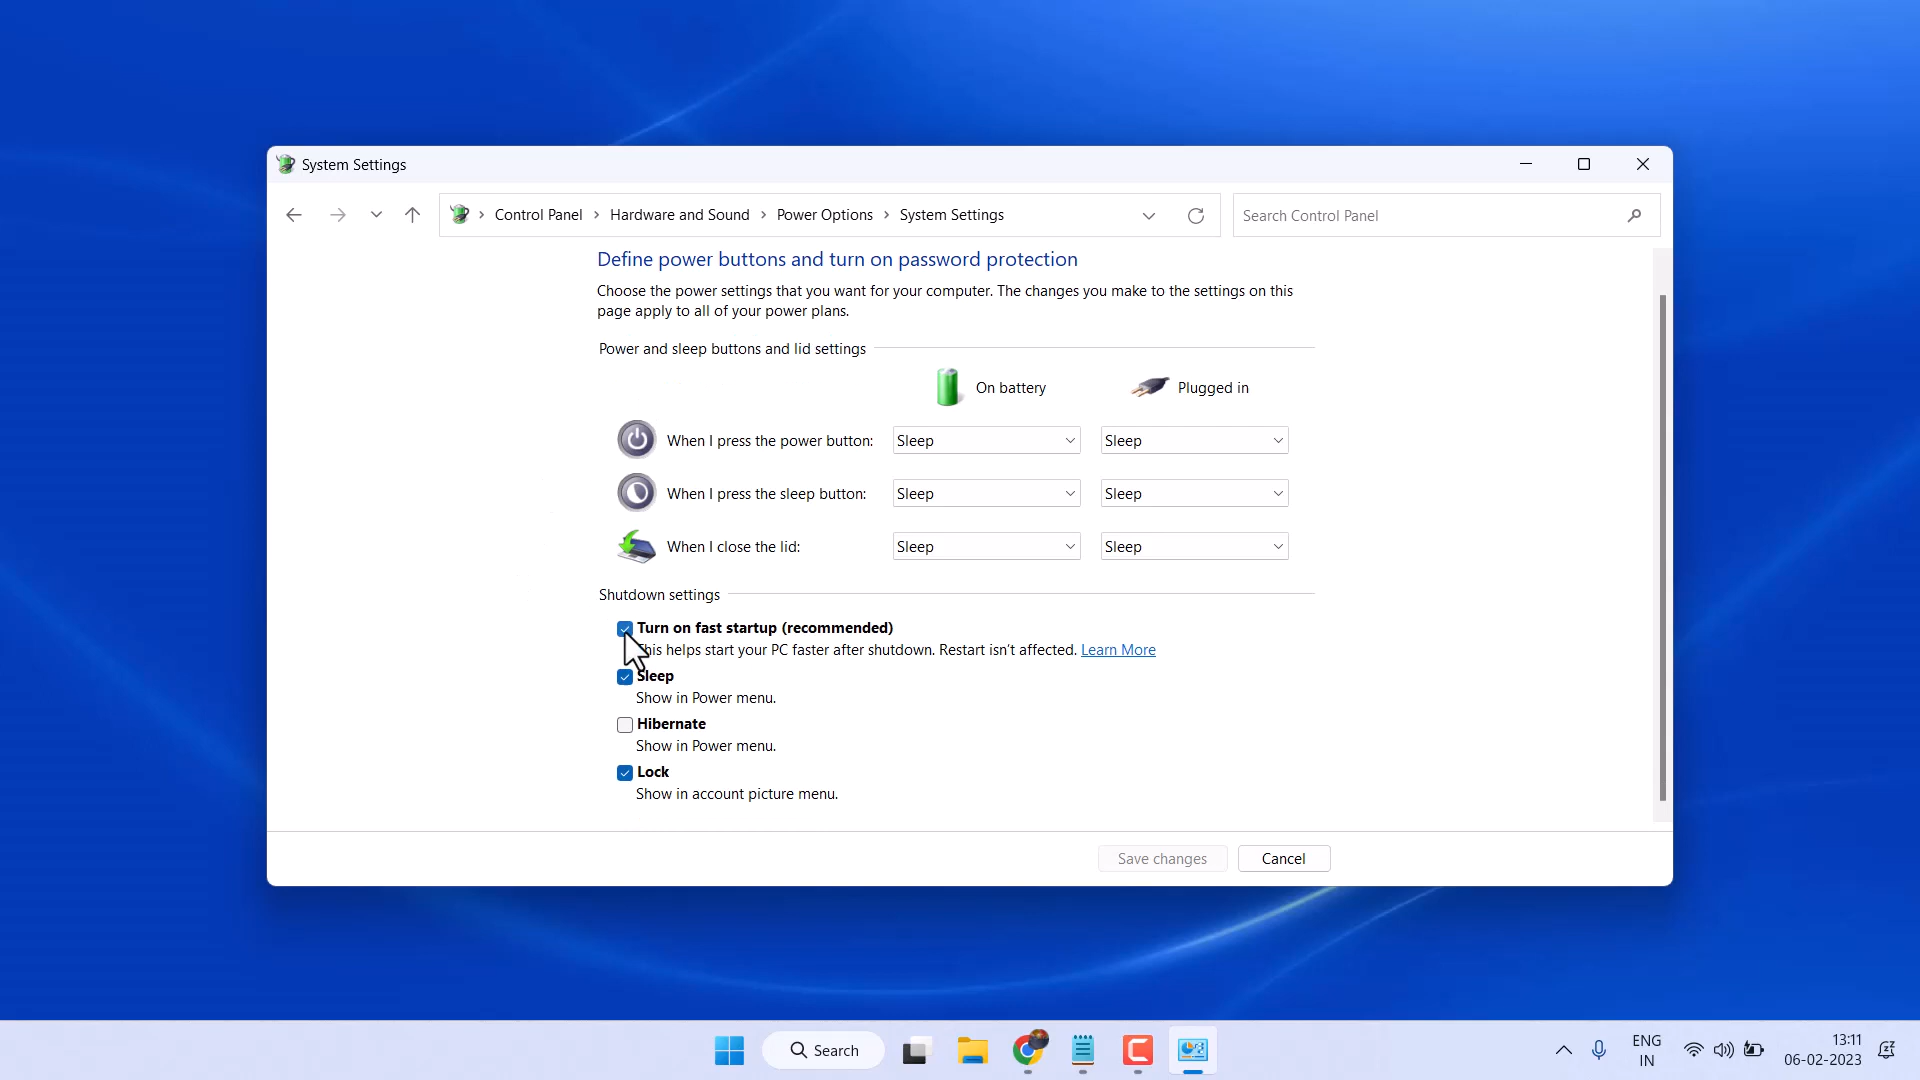 System Settings
Control Panel > Hardware and Sound > Power Options > System Settings
Search Control Panel
Define power buttons and turn on password protection
Choose the power settings that you want for your computer. The changes you make to the settings on this
page apply to all of your power plans.
Power and sleep buttons and lid settings
On battery Plugged in
When I press the power button: Sleep Sleep
When I press the sleep button: Sleep Sleep
When I close the lid: Sleep Sleep
Shutdown settings
Turn on fast startup (recommended)
This helps start your PC faster after shutdown. Restart isn't affected. Learn More
Sleep
Show in Power menu.
Hibernate
Show in Power menu.
Lock
Show in account picture menu.
Save changes Cancel
Search
ENG
IN
13:11
06-02-2023